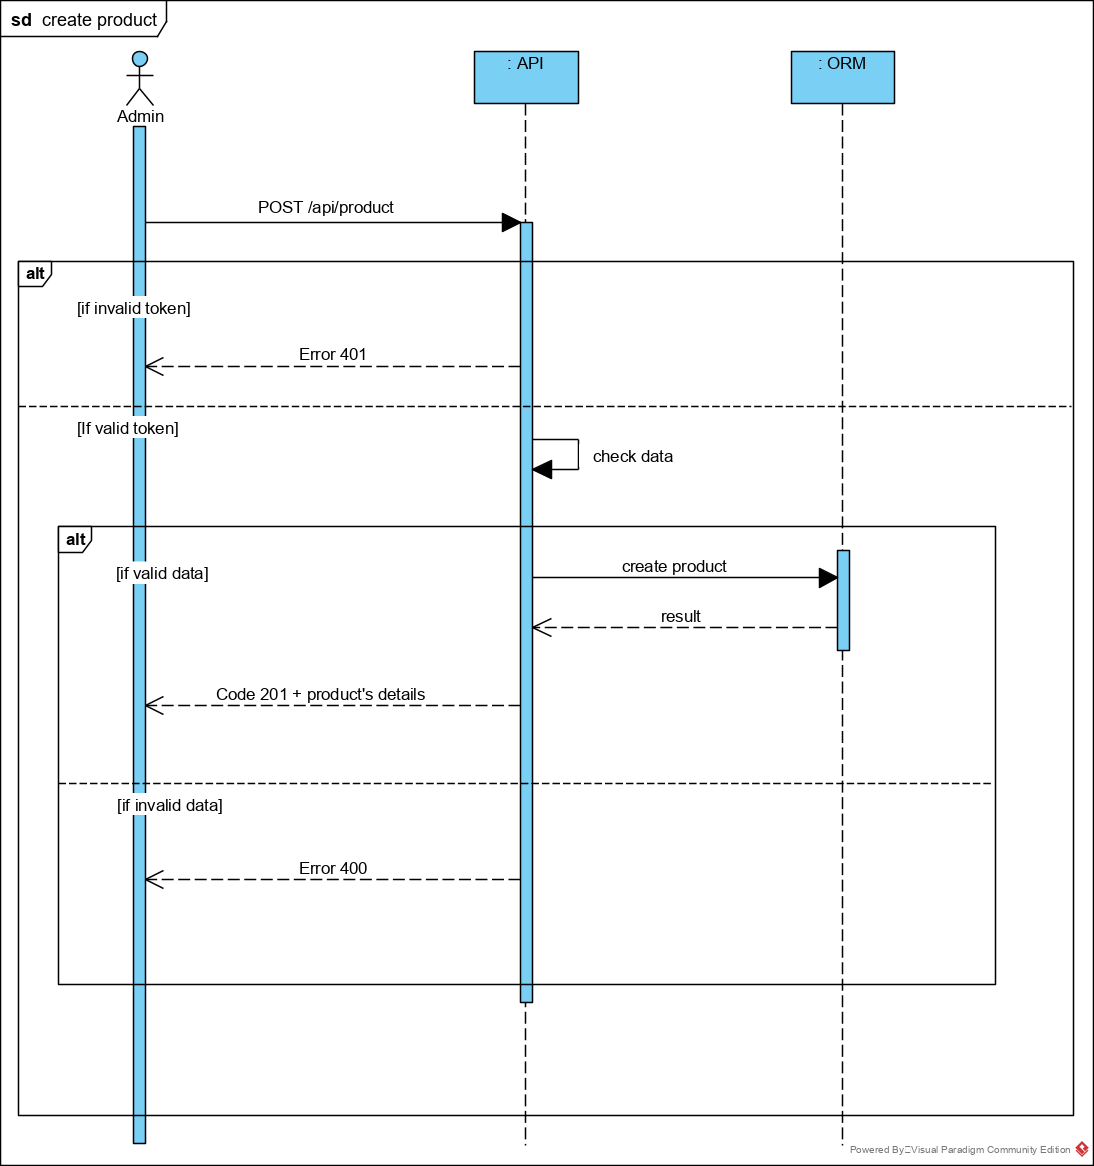 sd create product
: API
: ORM
Admin
POST /api/product
alt
[if invalid token]
Error 401
[If valid token]
check data
alt
[if valid data]
create product
result
Code 201 + product's details
[if invalid data]
Error 400
Powered By Visual Paradigm Community Edition